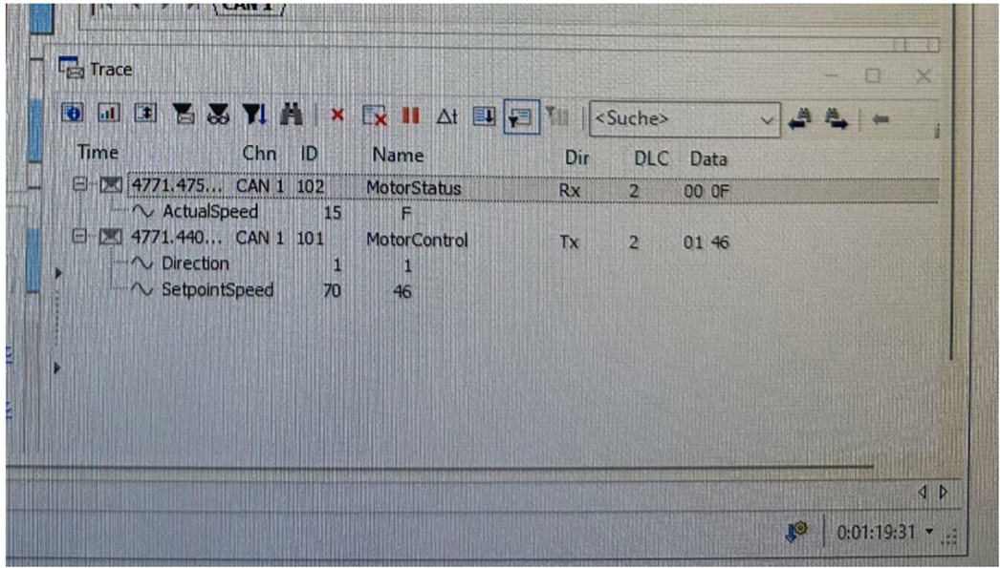 CAN 1
Trace
Δt <Suche>
Time Chn ID Name Dir DLC Data
4771.475... CAN 1 102 MotorStatus Rx 2 00 0F
ActualSpeed 15 F
4771.440... CAN 1 101 MotorControl Tx 2 01 46
Direction 1 1
SetpointSpeed 70 46
0:01:19:31